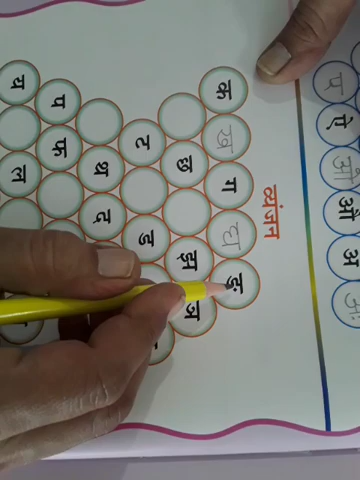 ए ऐ ओ औ अं अः
व्यंजन
क ख ग घ ङ
छ झ ञ
ट ड
थ द
प फ
य ल